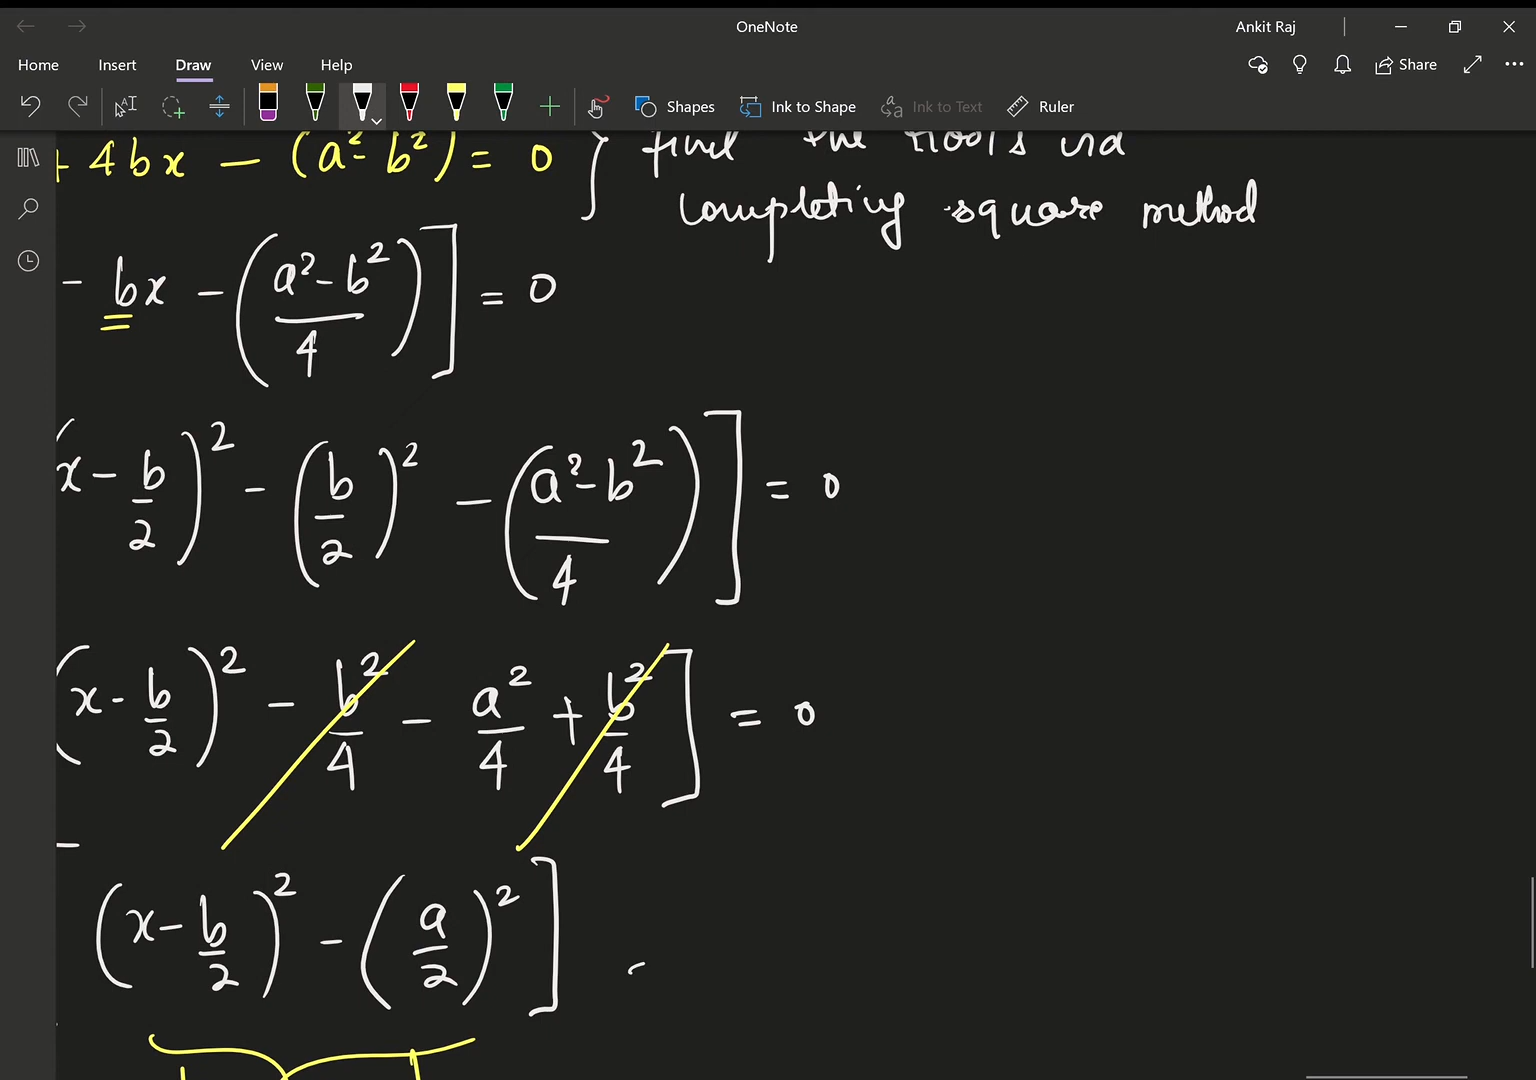 OneNote
Ankit Raj
Home Insert Draw View Help
Share
Shapes Ink to Shape Ink to Text Ruler
+ 4bx - (a² - b²) = 0 } find the roots via
completing square method
- bx - ((a² - b²)/4)] = 0
(x - b/2)² - (b/2)² - ((a² - b²)/4)] = 0
(x - b/2)² - b²/4 - a²/4 + b²/4] = 0
(x - b/2)² - (a/2)²]